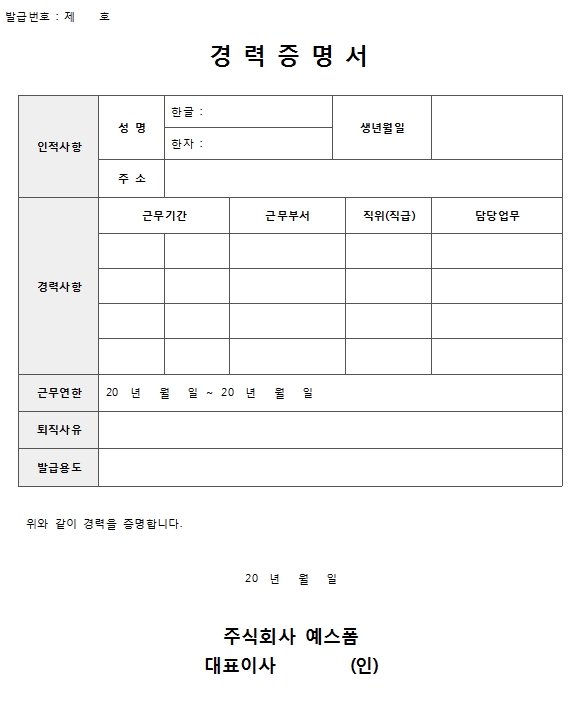 발급번호 : 제 호
경 력 증 명 서
인적사항
성 명
한글 :
한자 :
생년월일
주 소
경력사항
근무기간
근무부서
직위(직급)
담당업무
근무연한
20 년 월 일 ~ 20 년 월 일
퇴직사유
발급용도
위와 같이 경력을 증명합니다.
20 년 월 일
주식회사 예스폼
대표이사 (인)